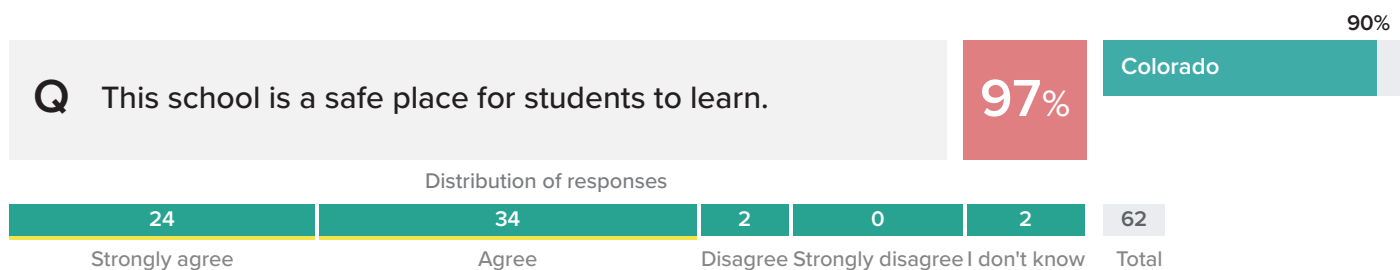 90%
Q This school is a safe place for students to learn.
97%
Colorado
Distribution of responses
24 34 2 0 2 62
Strongly agree Agree Disagree Strongly disagree I don't know Total